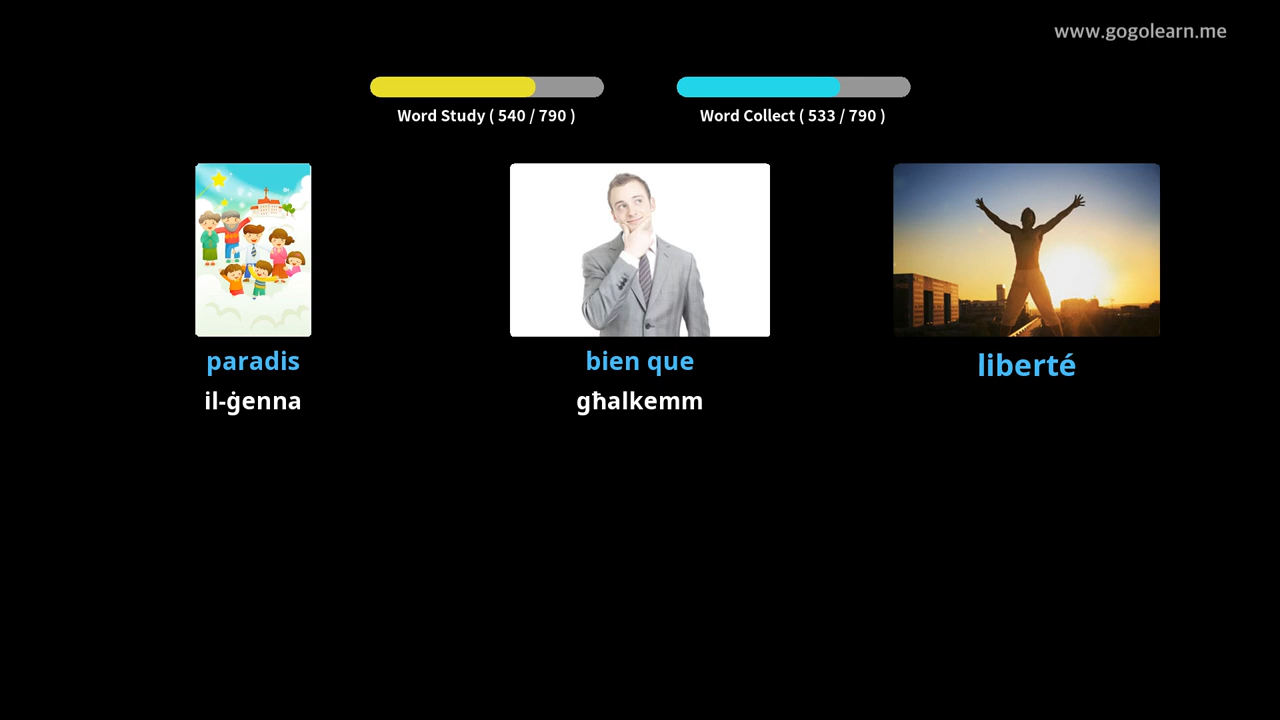 www.gogolearn.me
Word Study ( 540 / 790 )
Word Collect ( 533 / 790 )
paradis
il-ġenna
bien que
għalkemm
liberté